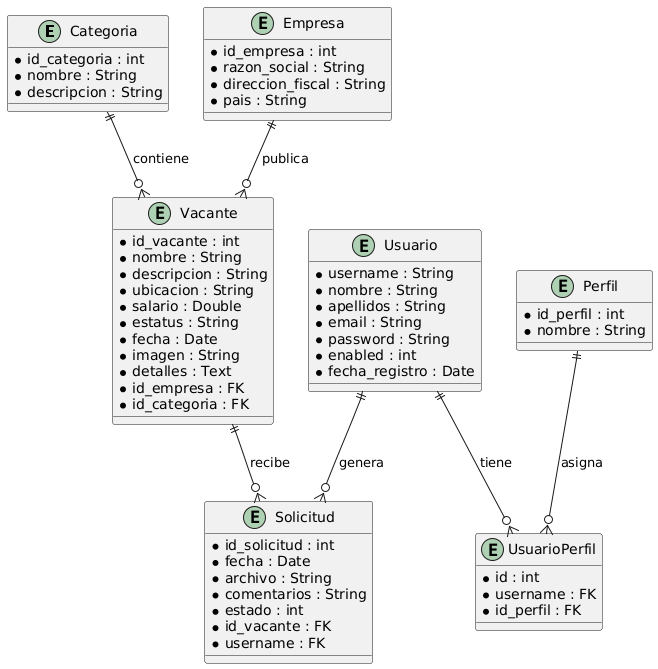 E Categoria
id_categoria : int
nombre : String
descripcion : String
E Empresa
id_empresa : int
razon_social : String
direccion_fiscal : String
pais : String
contiene
publica
E Vacante
id_vacante : int
nombre : String
descripcion : String
ubicacion : String
salario : Double
estatus : String
fecha : Date
imagen : String
detalles : Text
id_empresa : FK
id_categoria : FK
E Usuario
username : String
nombre : String
apellidos : String
email : String
password : String
enabled : int
fecha_registro : Date
E Perfil
id_perfil : int
nombre : String
recibe
genera
tiene
asigna
E Solicitud
id_solicitud : int
fecha : Date
archivo : String
comentarios : String
estado : int
id_vacante : FK
username : FK
E UsuarioPerfil
id : int
username : FK
id_perfil : FK